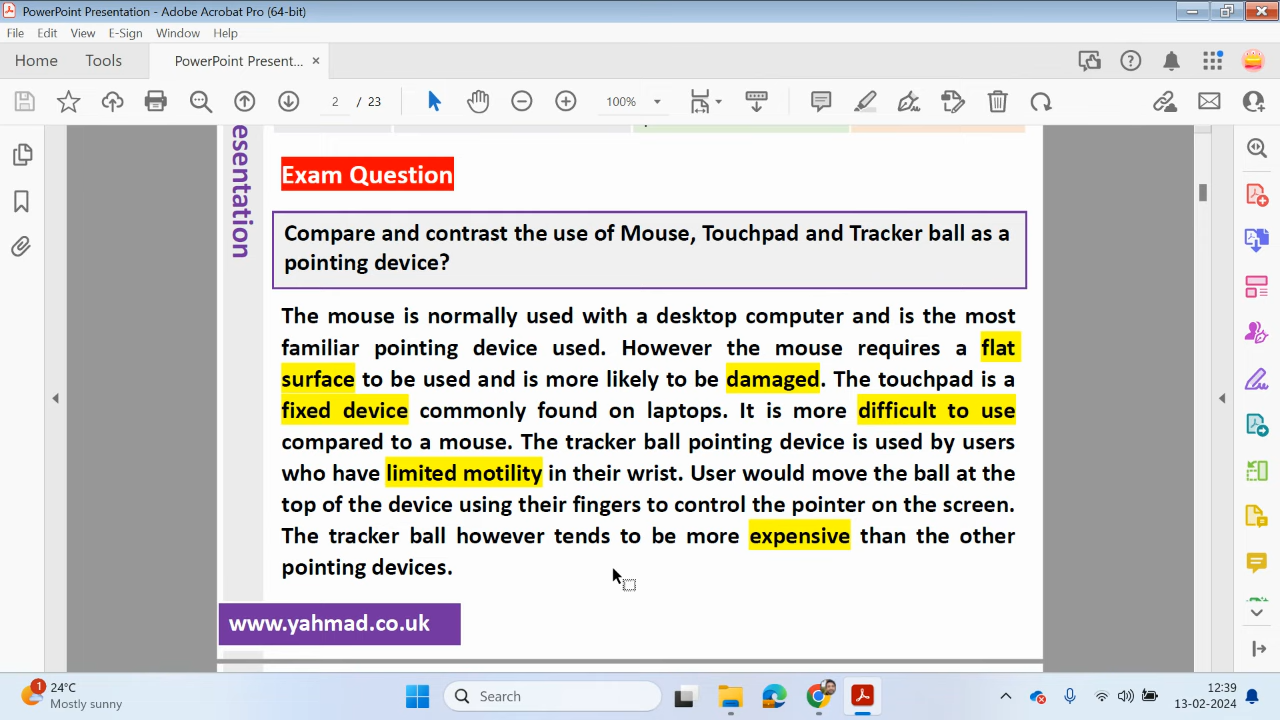 PowerPoint Presentation - Adobe Acrobat Pro (64-bit)
File Edit View E-Sign Window Help
Home Tools PowerPoint Present... ×
2 / 23 100%
esentation
Exam Question
Compare and contrast the use of Mouse, Touchpad and Tracker ball as a
pointing device?
The mouse is normally used with a desktop computer and is the most
familiar pointing device used. However the mouse requires a flat
surface to be used and is more likely to be damaged. The touchpad is a
fixed device commonly found on laptops. It is more difficult to use
compared to a mouse. The tracker ball pointing device is used by users
who have limited motility in their wrist. User would move the ball at the
top of the device using their fingers to control the pointer on the screen.
The tracker ball however tends to be more expensive than the other
pointing devices.
www.yahmad.co.uk
1
24°C
Mostly sunny
Search
12:39
13-02-2024